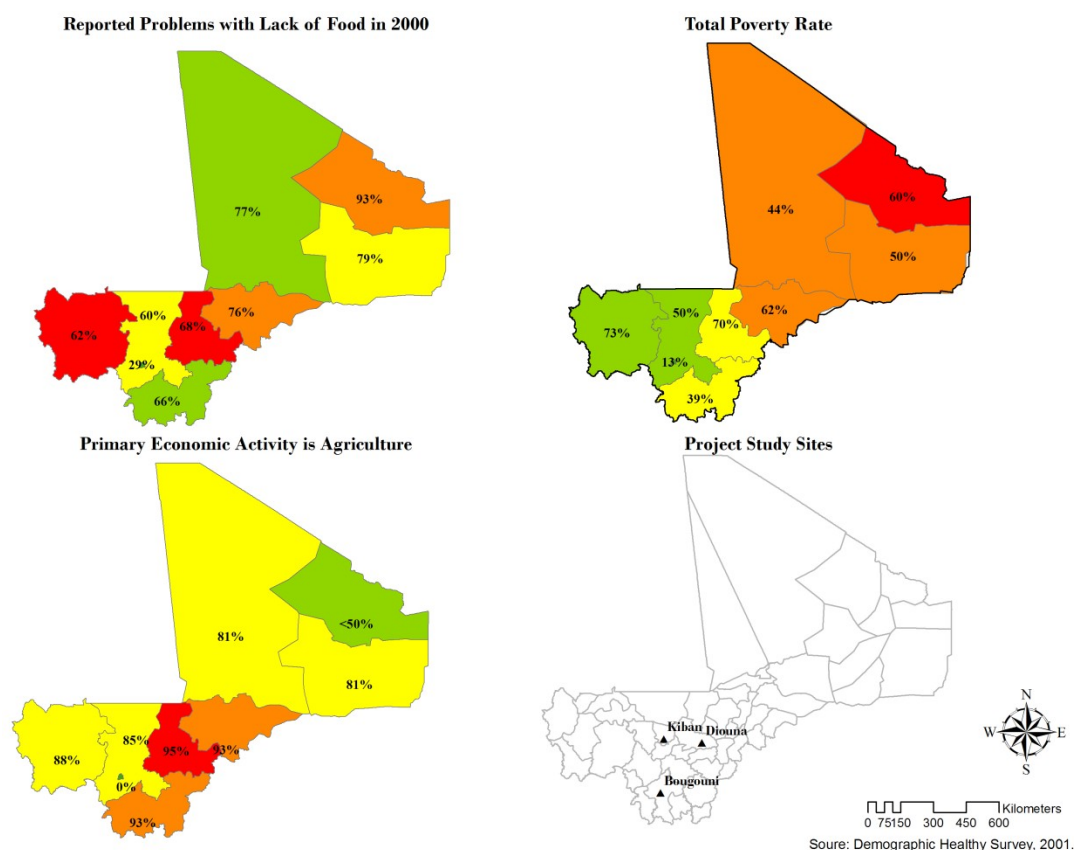 Reported Problems with Lack of Food in 2000
93%
77%
79%
76%
60%
68%
62%
29%
66%
Total Poverty Rate
60%
44%
50%
62%
50%
70%
73%
13%
39%
Primary Economic Activity is Agriculture
<50%
81%
81%
85%
95%
93%
88%
0%
93%
Project Study Sites
Kiban Diouna
Bougouni
N
W E
S
Kilometers
0 75 150 300 450 600
Soure: Demographic Healthy Survey, 2001.